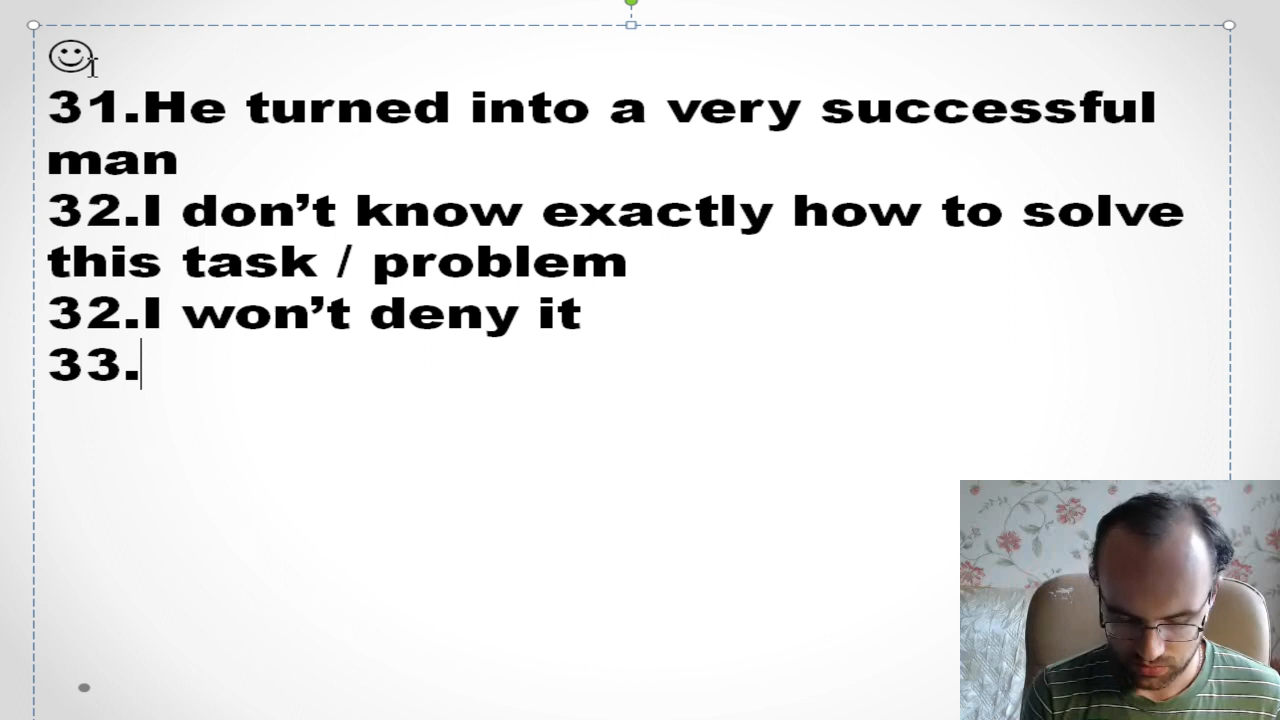 31.He turned into a very successful
man
32.I don’t know exactly how to solve
this task / problem
32.I won’t deny it
33.